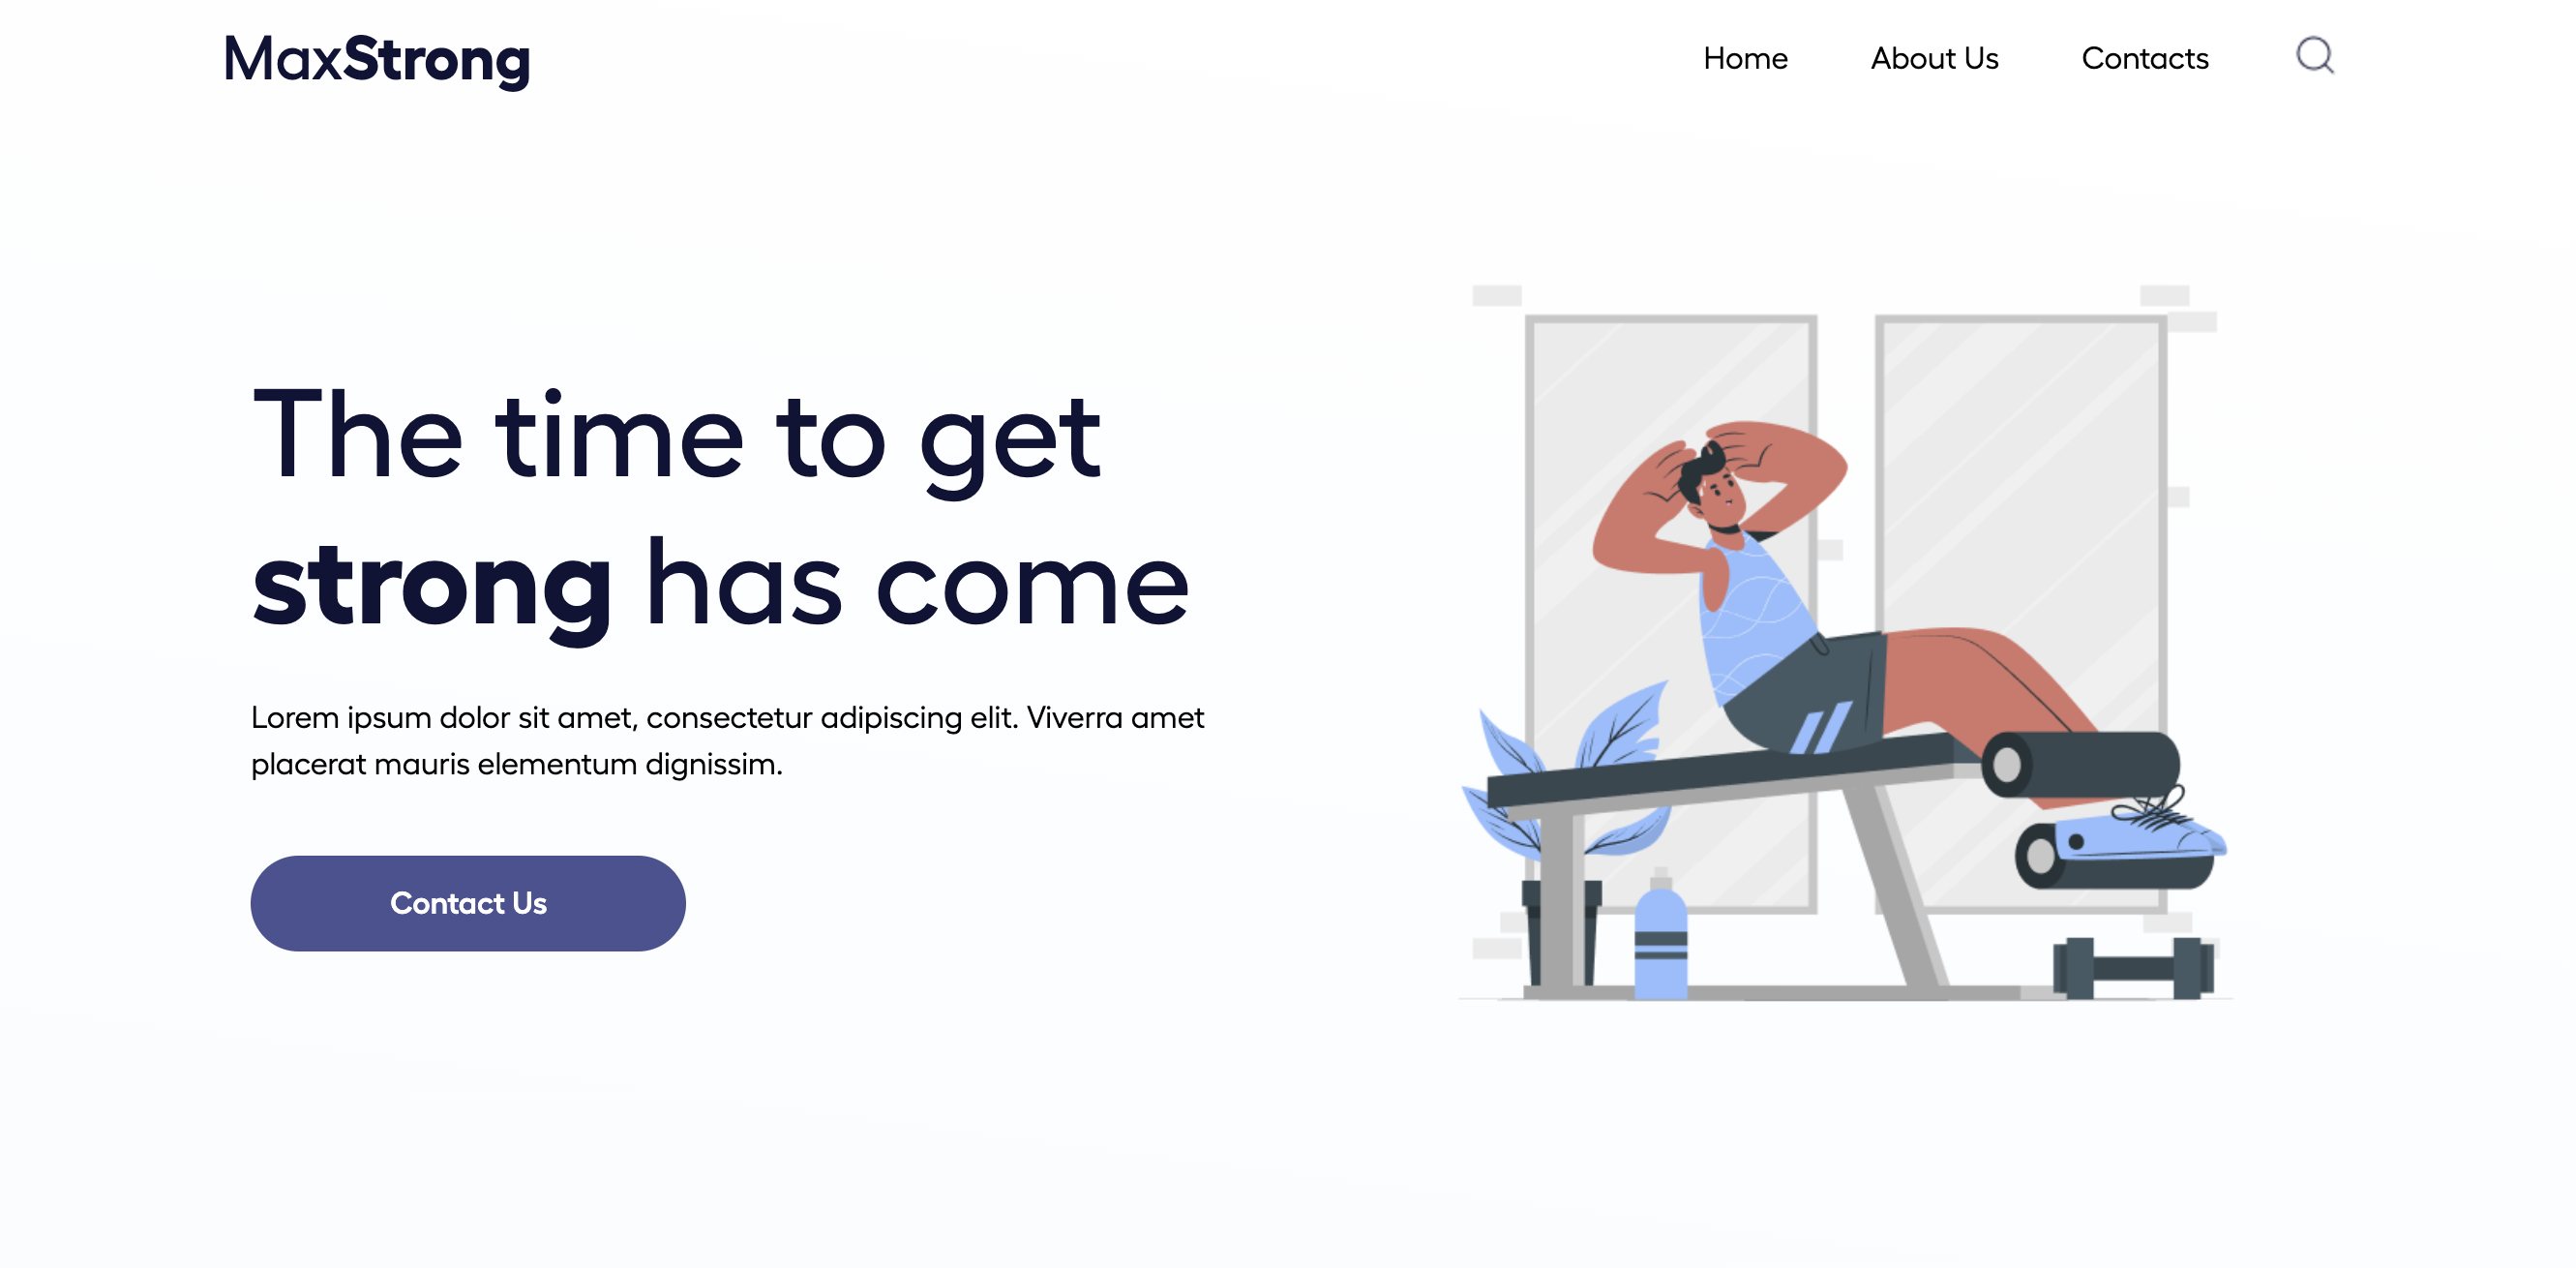 MaxStrong
Home About Us Contacts
The time to get
strong has come
Lorem ipsum dolor sit amet, consectetur adipiscing elit. Viverra amet
placerat mauris elementum dignissim.
Contact Us